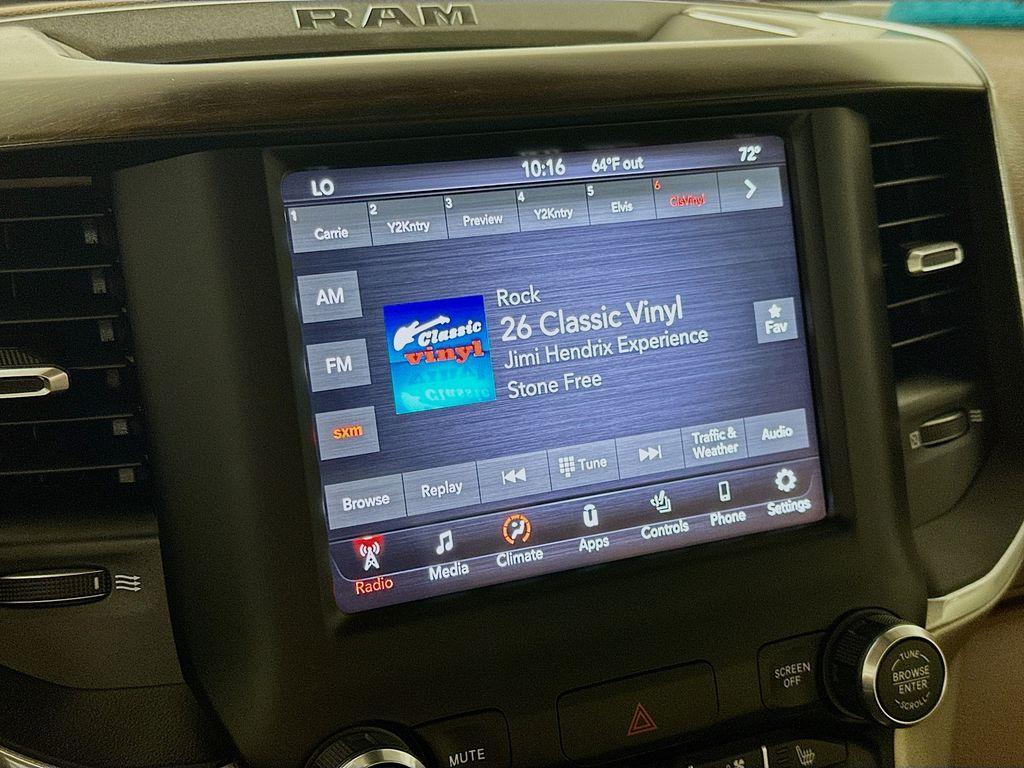 RAM
LO 10:16 64°F out 72°
1 Carrie 2 Y2Kntry 3 Preview 4 Y2Kntry 5 Elvis 6 ClsVinyl
AM
FM
sxm
Classic
vinyl
Rock
26 Classic Vinyl
Jimi Hendrix Experience
Stone Free
Fav
Browse Replay Tune Traffic & Weather Audio
Radio Media Climate Apps Controls Phone Settings
MUTE
SCREEN
OFF
TUNE
BROWSE
ENTER
SCROLL